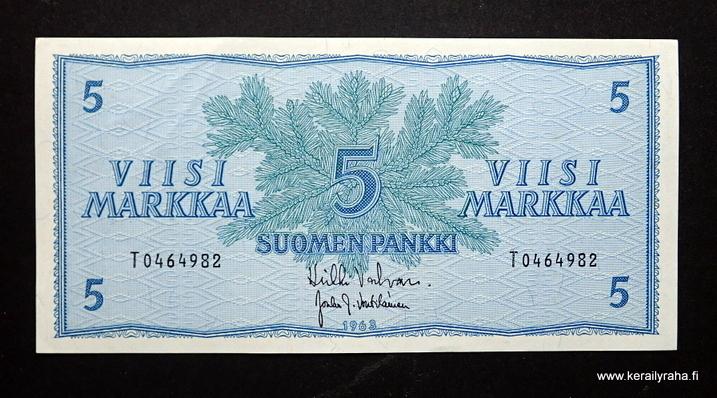 5 5
VIISI MARKKAA
5
VIISI MARKKAA
SUOMEN PANKKI
T0464982 T0464982
5 5
1963
www.kerailyraha.fi